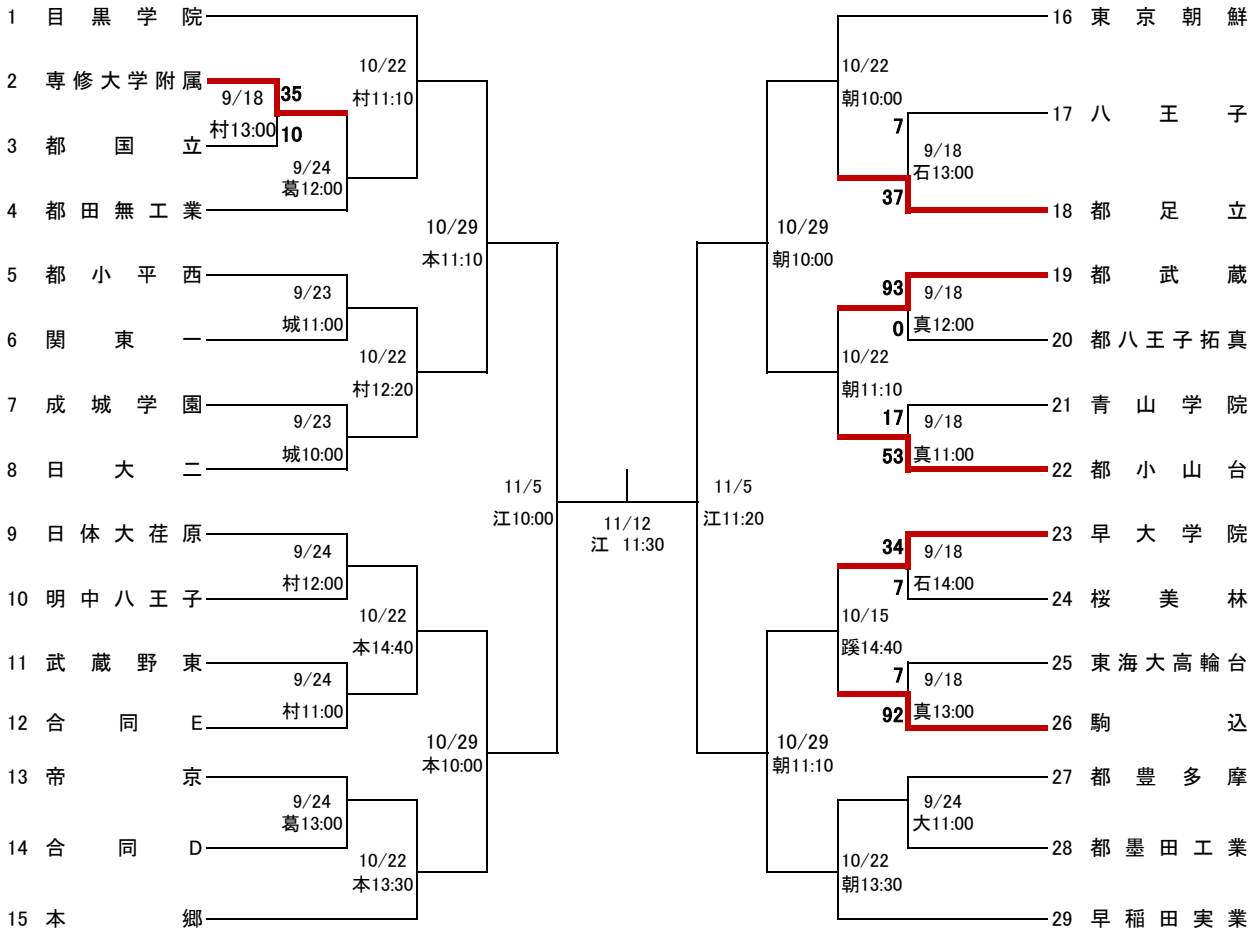 1 目黒学院
2 専修大学附属
3 都国立
4 都田無工業
5 都小平西
6 関東一
7 成城学園
8 日大二
9 日体大荏原
10 明中八王子
11 武蔵野東
12 合同E
13 帝京
14 合同D
15 本郷
9/18
村13:00
35
10
9/24
葛12:00
9/23
城11:00
9/23
城10:00
9/24
村12:00
9/24
村11:00
9/24
葛13:00
10/22
村11:10
10/22
村12:20
10/22
本14:40
10/22
本13:30
10/29
本11:10
10/29
本10:00
11/5
江10:00
11/12
江 11:30
11/5
江11:20
10/29
朝10:00
10/29
朝11:10
10/22
朝10:00
10/22
朝11:10
10/15
蹊14:40
10/22
朝13:30
7
37
9/18
石13:00
93
0
9/18
真12:00
17
53
9/18
真11:00
34
7
9/18
石14:00
7
92
9/18
真13:00
9/24
大11:00
16 東京朝鮮
17 八王子
18 都足立
19 都武蔵
20 都八王子拓真
21 青山学院
22 都小山台
23 早大学院
24 桜美林
25 東海大高輪台
26 駒込
27 都豊多摩
28 都墨田工業
29 早稲田実業